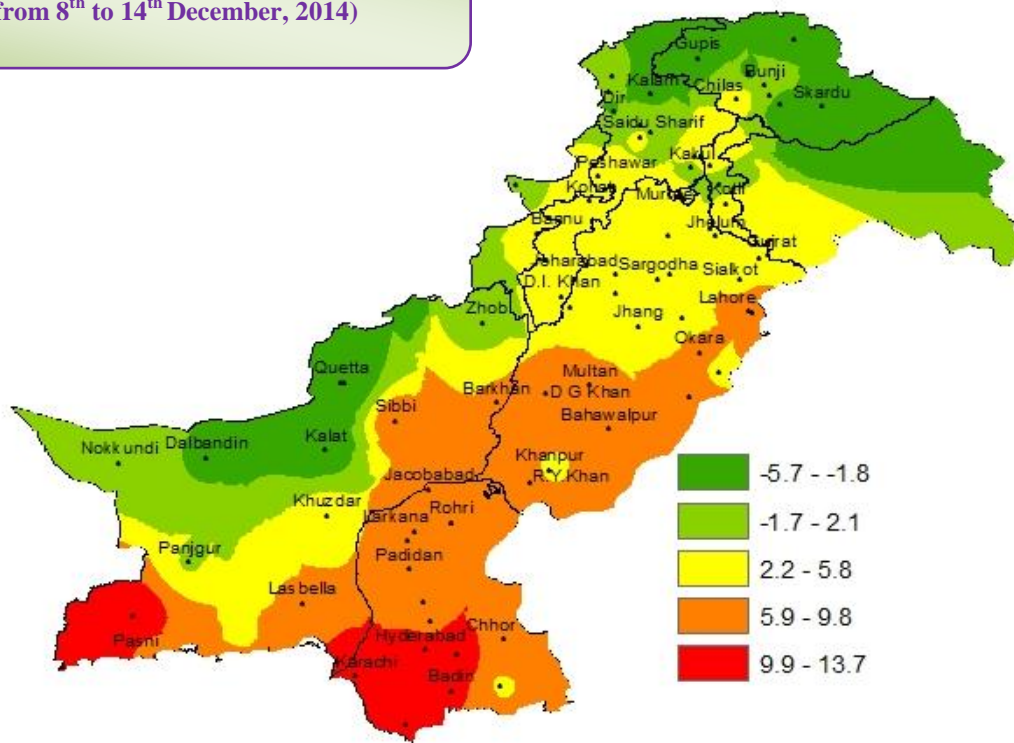 from 8th to 14th December, 2014)
Gupis
Kalam
Chilas
Bunji
Skardu
Dir
Saidu Sharif
Peshawar
Kakul
Kohat
Murree
Kotli
Bannu
Jhelum
Gujrat
Sargodha
Sialkot
D.I. Khan
Lahore
Jhang
Zhob
Okara
Quetta
Multan
Barkhan
D G Khan
Sibbi
Bahawalpur
Nokkundi
Dalbandin
Kalat
Khanpur
Jacobabad
R.Y.Khan
Khuzdar
Larkana
Rohri
Panjgur
Padidan
Lasbella
Pasni
Hyderabad
Chhor
Karachi
Badin
-5.7 - -1.8
-1.7 - 2.1
2.2 - 5.8
5.9 - 9.8
9.9 - 13.7